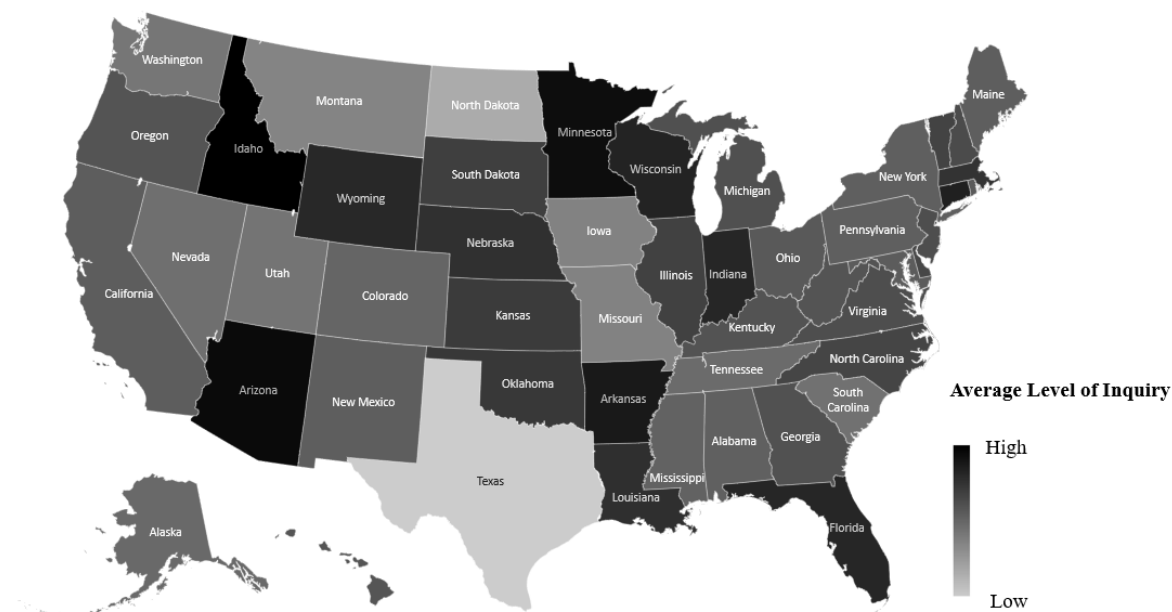 Washington
Maine
Montana
North Dakota
Minnesota
Oregon
Idaho
Wisconsin
South Dakota
New York
Michigan
Wyoming
Iowa
Pennsylvania
Nebraska
Nevada
Ohio
Utah
Illinois
Indiana
California
Colorado
Virginia
Kansas
Missouri
Kentucky
North Carolina
Tennessee
Oklahoma
Arizona
South
Carolina
Average Level of Inquiry
New Mexico
Arkansas
Georgia
Alabama
High
Mississippi
Texas
Louisiana
Florida
Alaska
Low